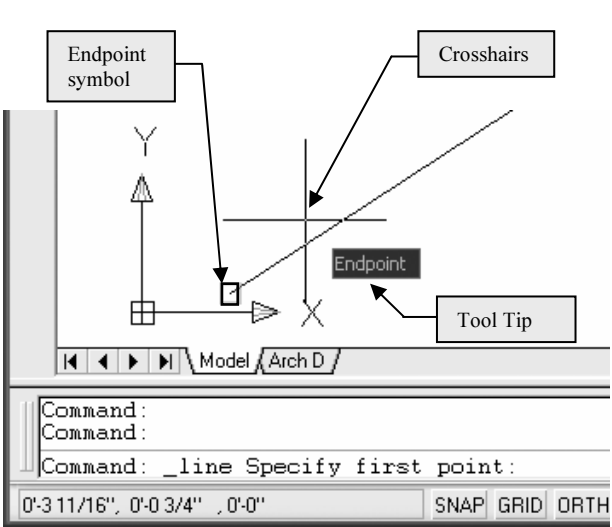 Endpoint
symbol
Crosshairs
Y
Endpoint
X
Tool Tip
Model Arch D
Command:
Command:
Command: _line Specify first point:
0'-3 11/16", 0'-0 3/4" , 0'-0" SNAP GRID ORTH